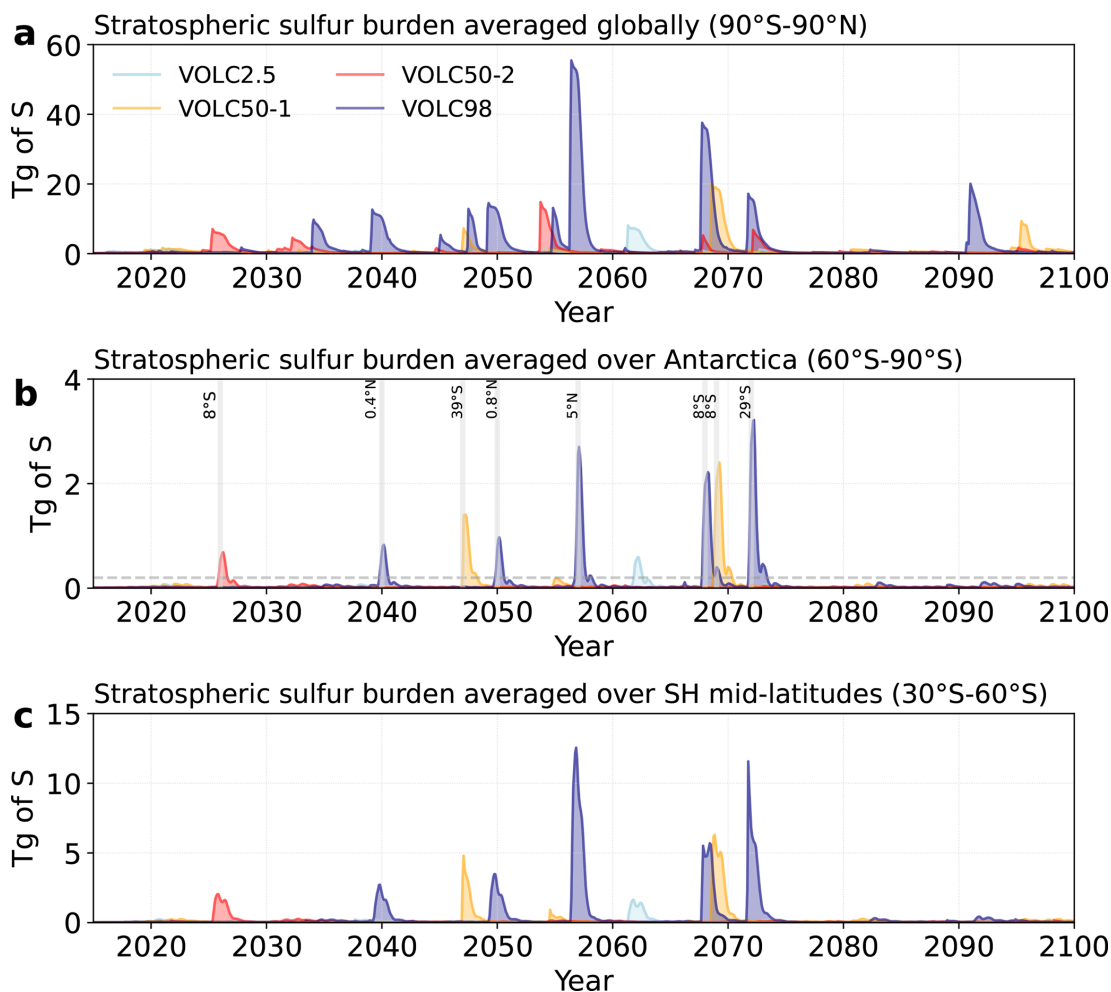 a
Stratospheric sulfur burden averaged globally (90°S-90°N)
60
40
20
0
Tg of S
VOLC2.5
VOLC50-1
VOLC50-2
VOLC98
2020 2030 2040 2050 2060 2070 2080 2090 2100
Year
b
Stratospheric sulfur burden averaged over Antarctica (60°S-90°S)
4
2
0
Tg of S
8°S
0.4°N
39°S
0.8°N
5°N
8°S
8°S
29°S
2020 2030 2040 2050 2060 2070 2080 2090 2100
Year
c
Stratospheric sulfur burden averaged over SH mid-latitudes (30°S-60°S)
15
10
5
0
Tg of S
2020 2030 2040 2050 2060 2070 2080 2090 2100
Year